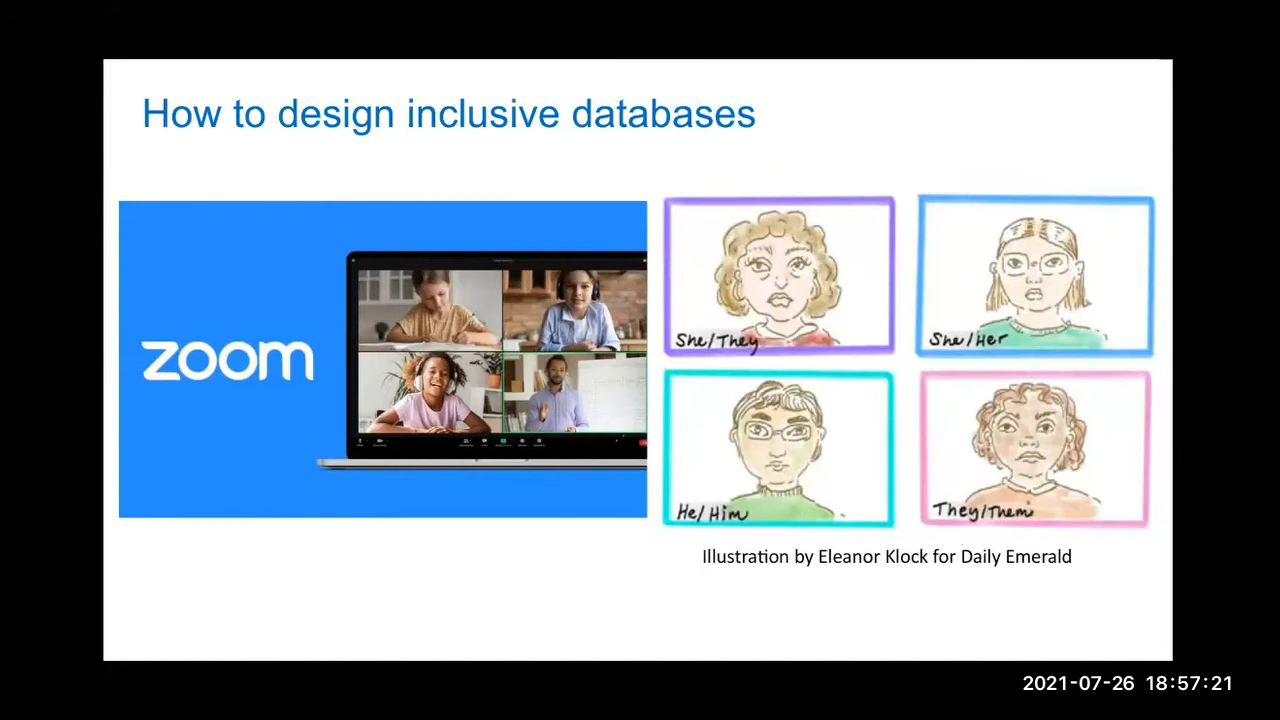 How to design inclusive databases
zoom
She/They
She/Her
He/Him
They/Them
Illustration by Eleanor Klock for Daily Emerald
2021-07-26 18:57:21